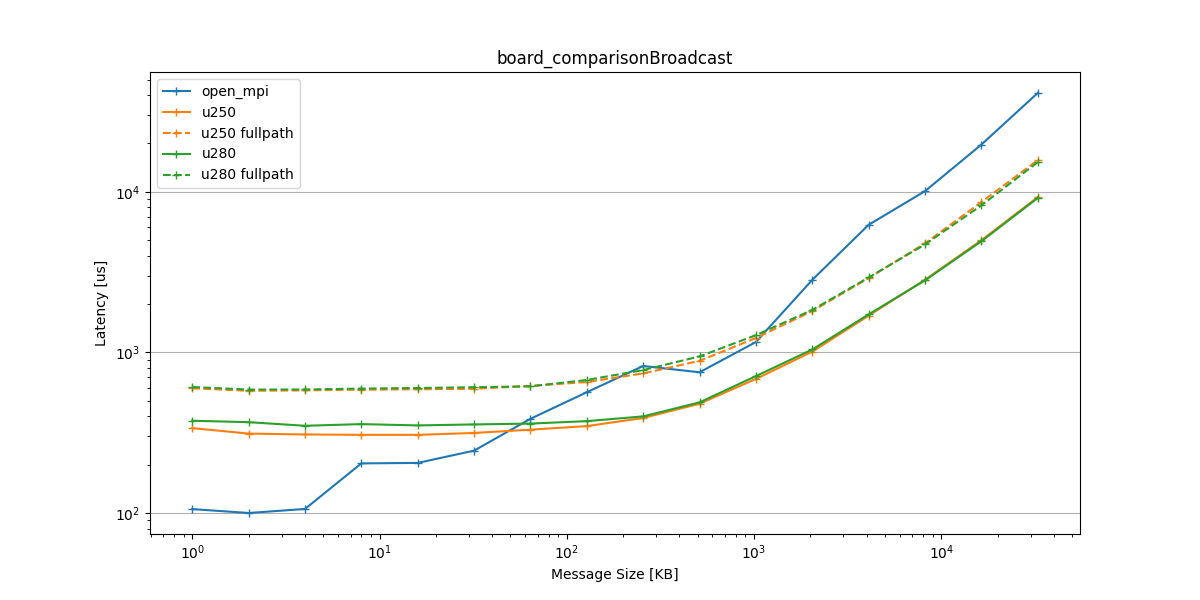 board_comparisonBroadcast
open_mpi
u250
u250 fullpath
u280
u280 fullpath
Latency [us]
10^4
10^3
10^2
10^0 10^1 10^2 10^3 10^4
Message Size [KB]